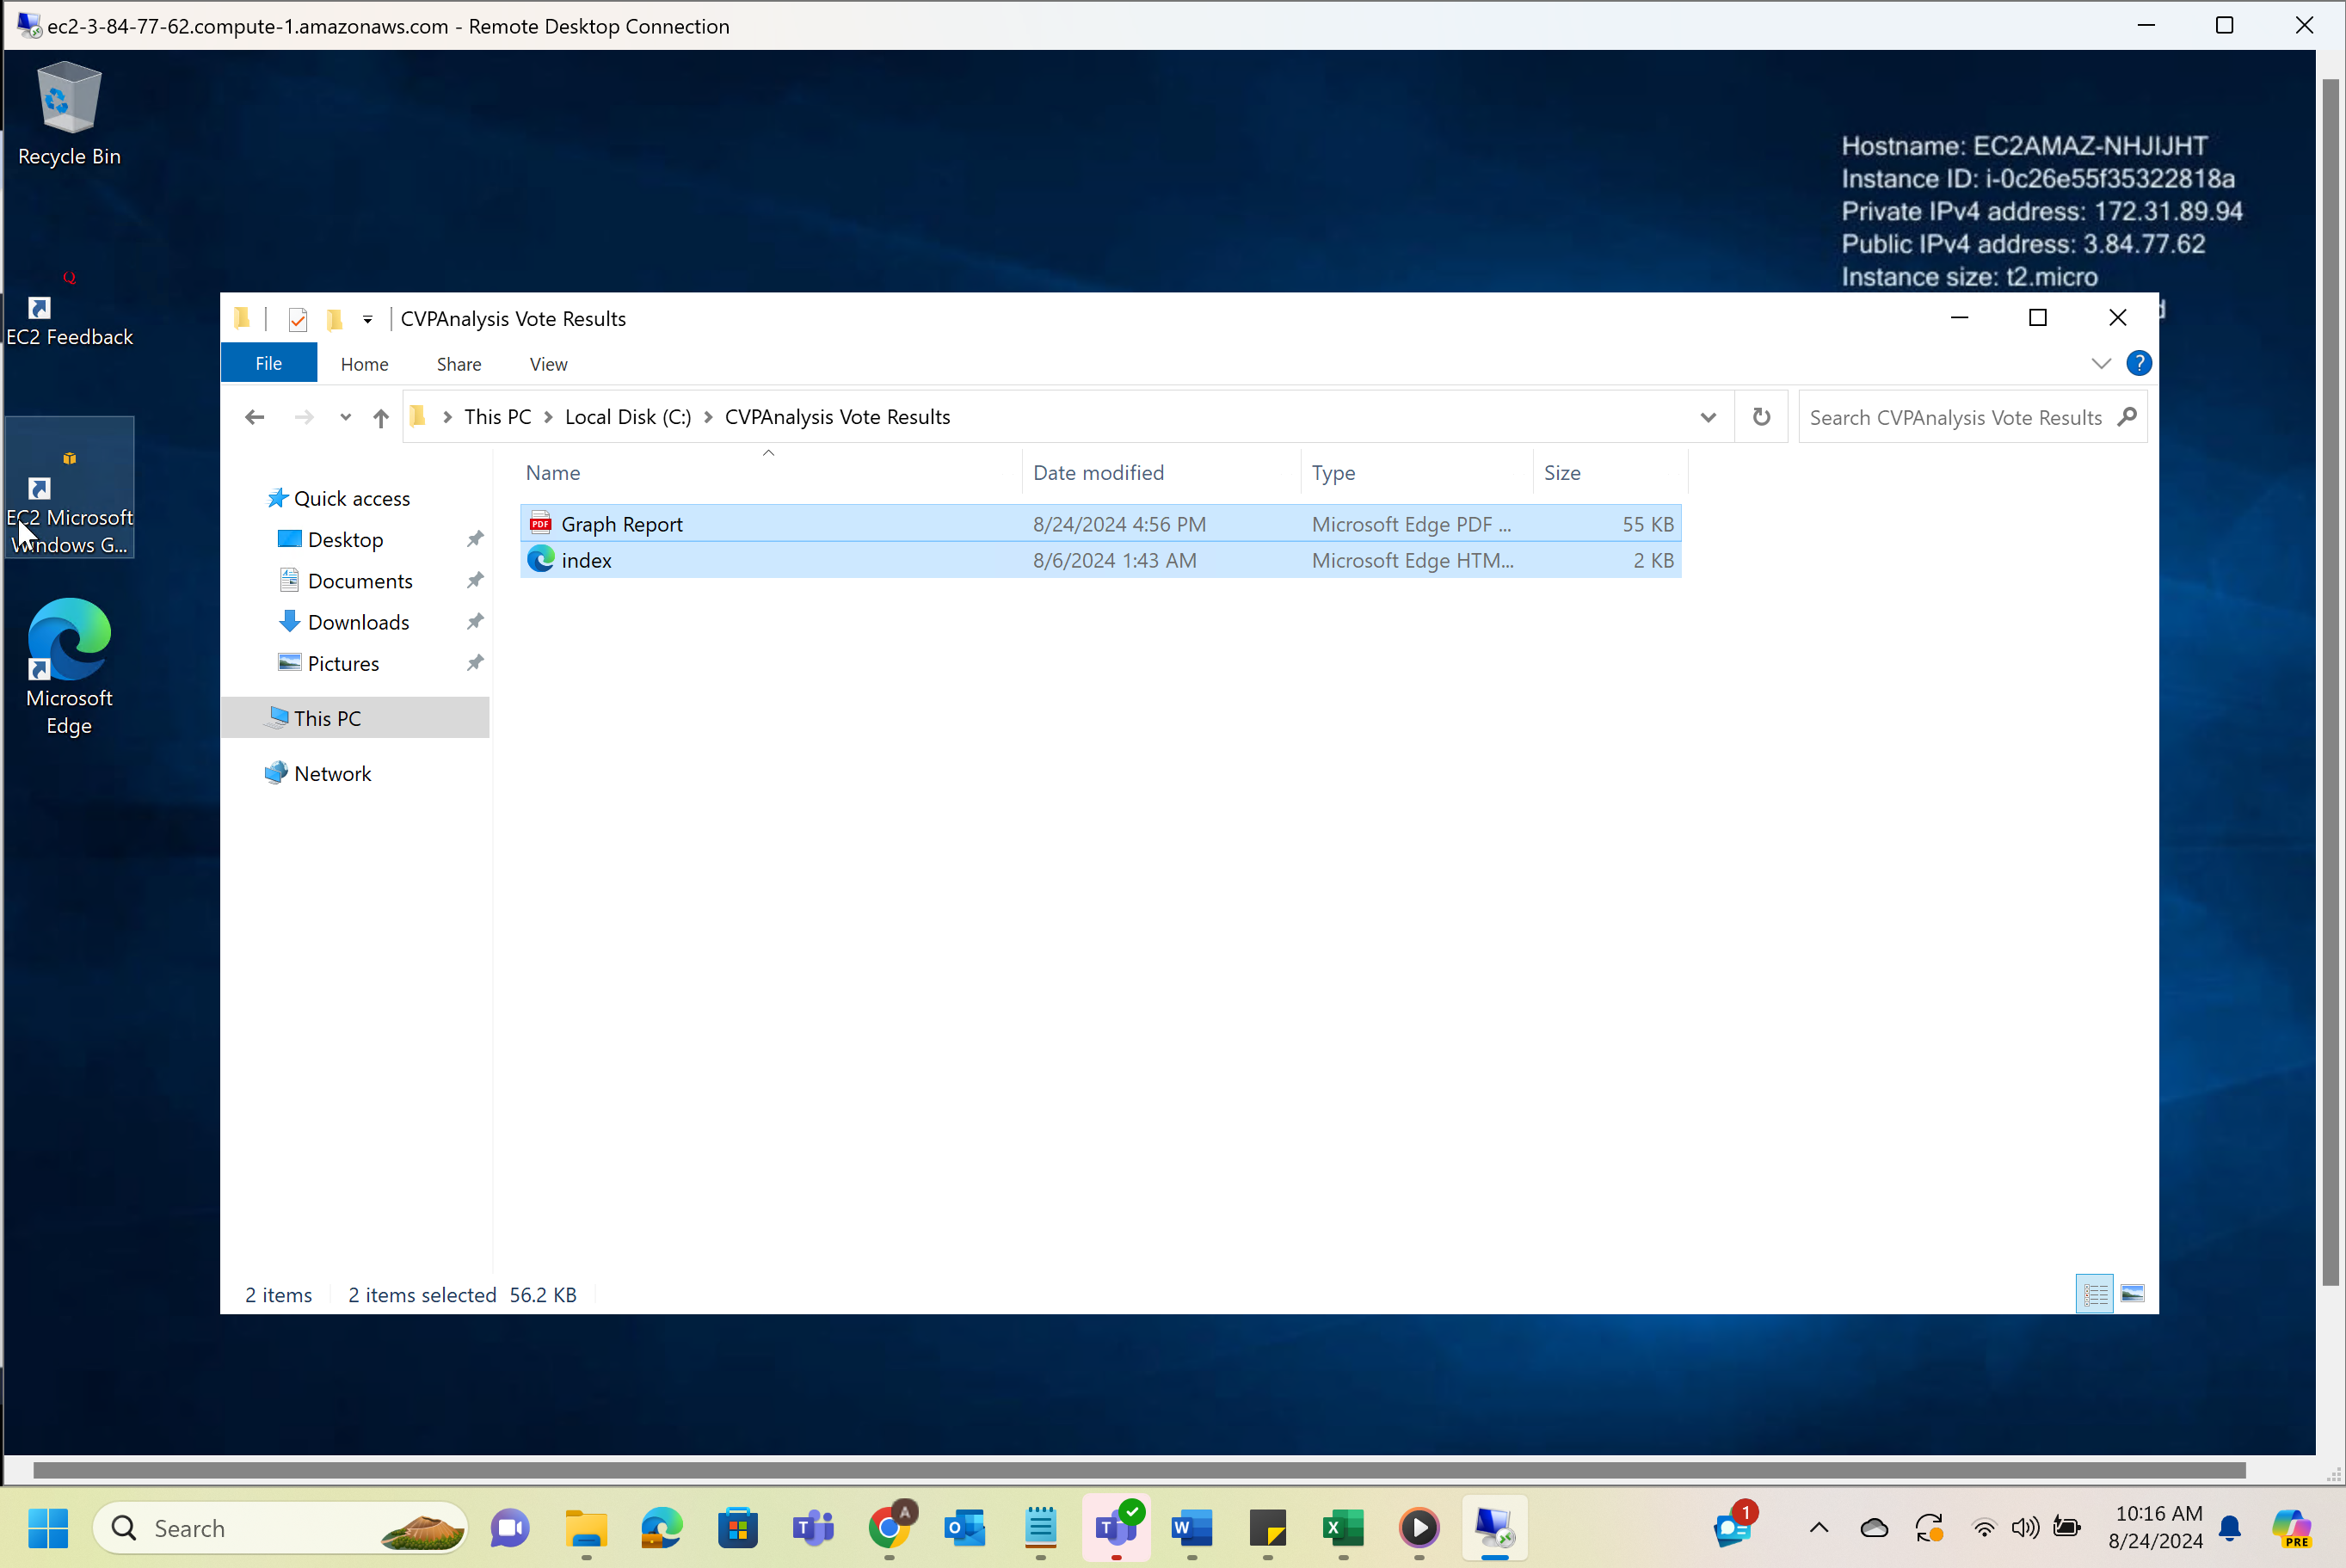 ec2-3-84-77-62.compute-1.amazonaws.com - Remote Desktop Connection
Recycle Bin
EC2 Feedback
EC2 Microsoft
Windows G...
Microsoft
Edge
Hostname: EC2AMAZ-NHJIJHT
Instance ID: i-0c26e55f35322818a
Private IPv4 address: 172.31.89.94
Public IPv4 address: 3.84.77.62
Instance size: t2.micro
CVPAnalysis Vote Results
File Home Share View
This PC Local Disk (C:) CVPAnalysis Vote Results
Search CVPAnalysis Vote Results
Name Date modified Type Size
Graph Report 8/24/2024 4:56 PM Microsoft Edge PDF ... 55 KB
index 8/6/2024 1:43 AM Microsoft Edge HTM... 2 KB
Quick access
Desktop
Documents
Downloads
Pictures
This PC
Network
2 items 2 items selected 56.2 KB
Search
1
10:16 AM
8/24/2024
PRE